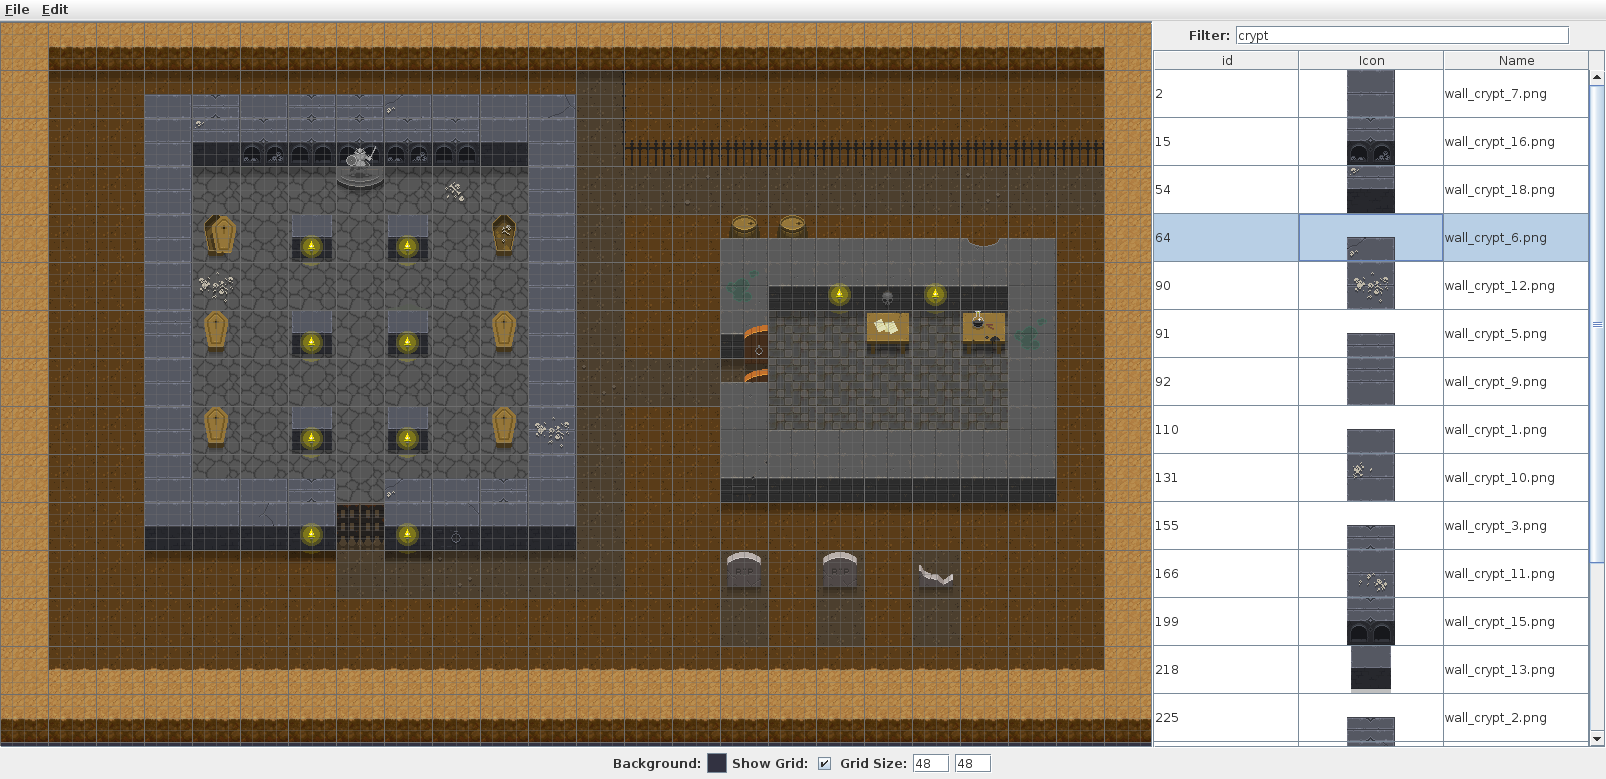 File Edit
Filter: crypt
id Icon Name
2 wall_crypt_7.png
15 wall_crypt_16.png
54 wall_crypt_18.png
64 wall_crypt_6.png
90 wall_crypt_12.png
91 wall_crypt_5.png
92 wall_crypt_9.png
110 wall_crypt_1.png
131 wall_crypt_10.png
155 wall_crypt_3.png
166 wall_crypt_11.png
199 wall_crypt_15.png
218 wall_crypt_13.png
225 wall_crypt_2.png
RIP RIP
Background: Show Grid: Grid Size: 48 48